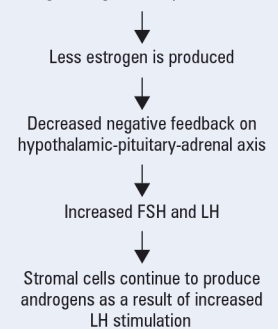 Less estrogen is produced
Decreased negative feedback on
hypothalamic-pituitary-adrenal axis
Increased FSH and LH
Stromal cells continue to produce
androgens as a result of increased
LH stimulation